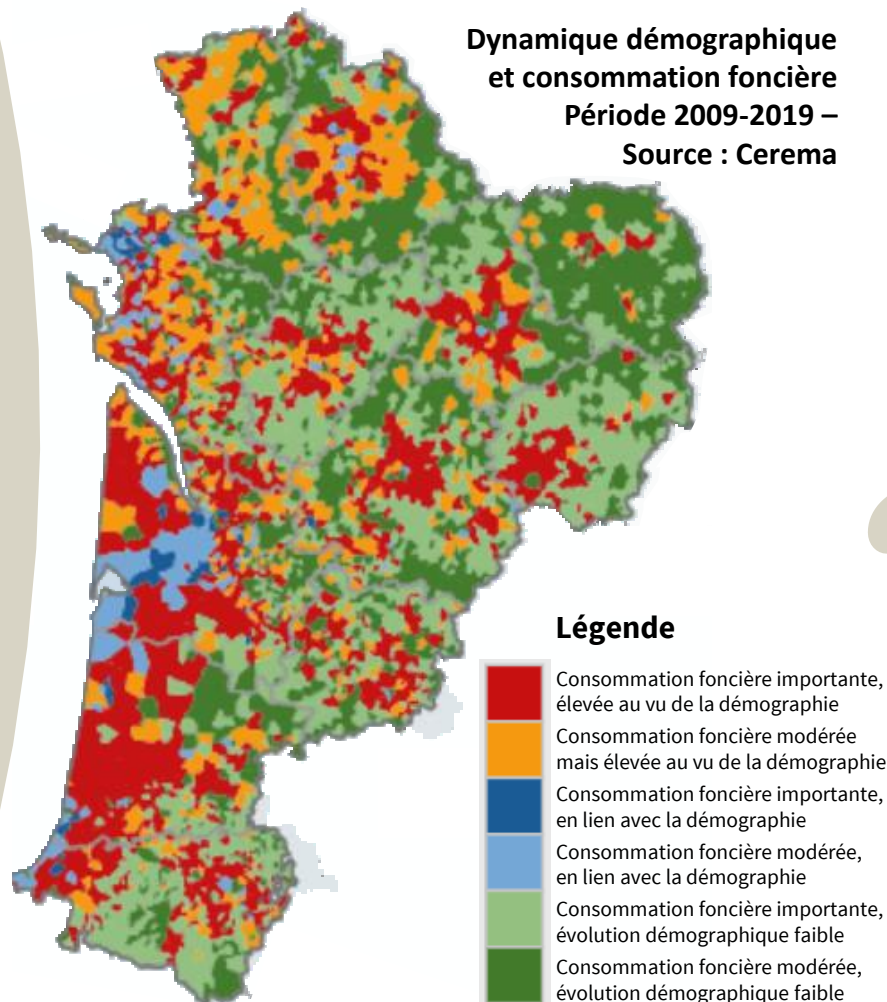 Dynamique démographique
et consommation foncière
Période 2009-2019 –
Source : Cerema
Légende
Consommation foncière importante,
élevée au vu de la démographie
Consommation foncière modérée
mais élevée au vu de la démographie
Consommation foncière importante,
en lien avec la démographie
Consommation foncière modérée,
en lien avec la démographie
Consommation foncière importante,
évolution démographique faible
Consommation foncière modérée,
évolution démographique faible